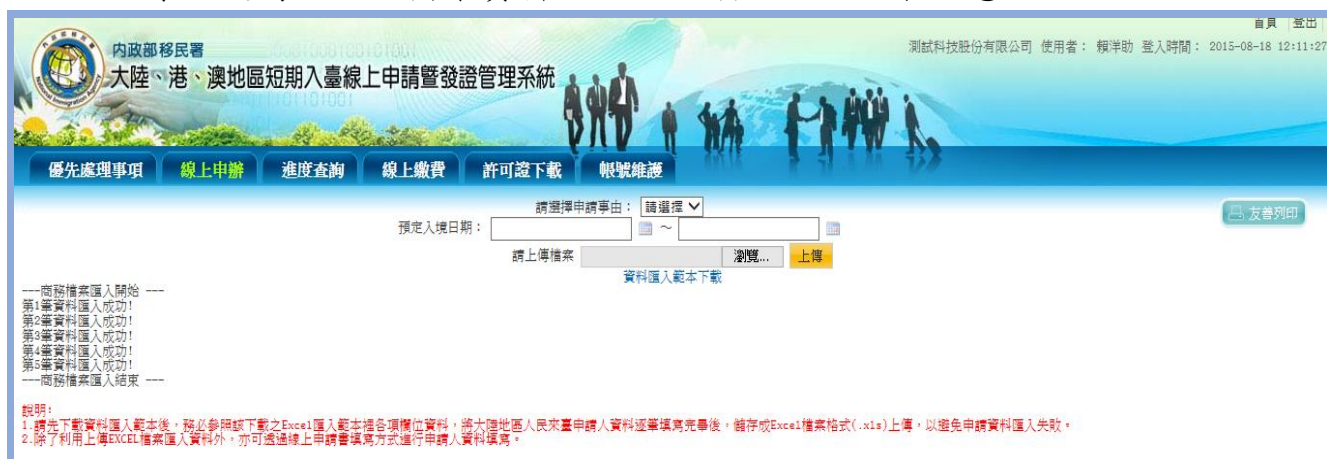 首頁 登出
內政部移民署
測試科技股份有限公司 使用者： 賴洋助 登入時間： 2015-08-18 12:11:27
大陸、港、澳地區短期入臺線上申請暨發證管理系統
優先處理事項 線上申辦 進度查詢 線上繳費 許可證下載 帳號維護
請選擇申請事由： 請選擇
友善列印
預定入境日期： ～
請上傳檔案 瀏覽... 上傳
資料匯入範本下載
---商務檔案匯入開始 ---
第1筆資料匯入成功!
第2筆資料匯入成功!
第3筆資料匯入成功!
第4筆資料匯入成功!
第5筆資料匯入成功!
---商務檔案匯入結束 ---
說明:
1.請先下載資料匯入範本後，務必參照該下載之Excel匯入範本裡各項欄位資料，將大陸地區人民來臺申請人資料逐筆填寫完畢後，儲存成Excel檔案格式(.xls)上傳，以避免申請資料匯入失敗。
2.除了利用上傳EXCEL檔案匯入資料外，亦可透過線上申請書填寫方式進行申請人資料填寫。